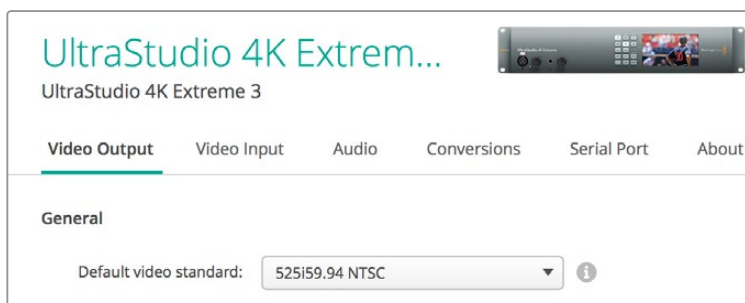 UltraStudio 4K Extrem...
UltraStudio 4K Extreme 3
Video Output Video Input Audio Conversions Serial Port About
General
Default video standard: 525i59.94 NTSC